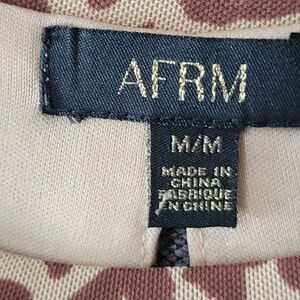 AFRM
M/M
MADE IN
CHINA
FABRIQUE
EN CHINE